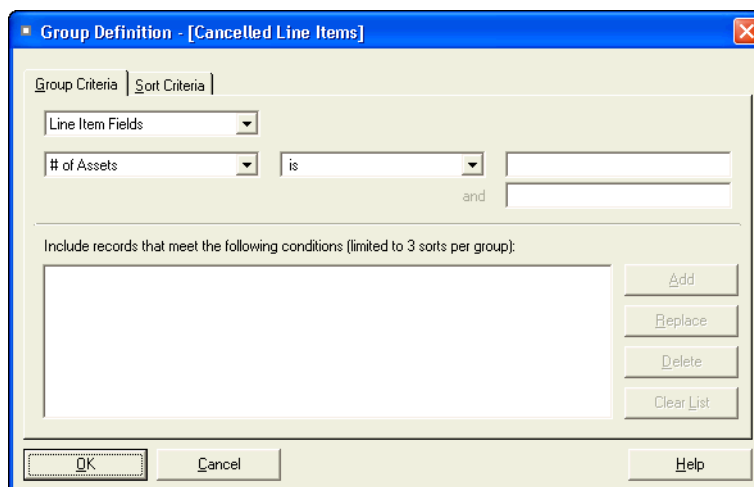 Group Definition - [Cancelled Line Items]
Group Criteria Sort Criteria
Line Item Fields
# of Assets is
and
Include records that meet the following conditions (limited to 3 sorts per group):
Add
Replace
Delete
Clear List
OK Cancel Help